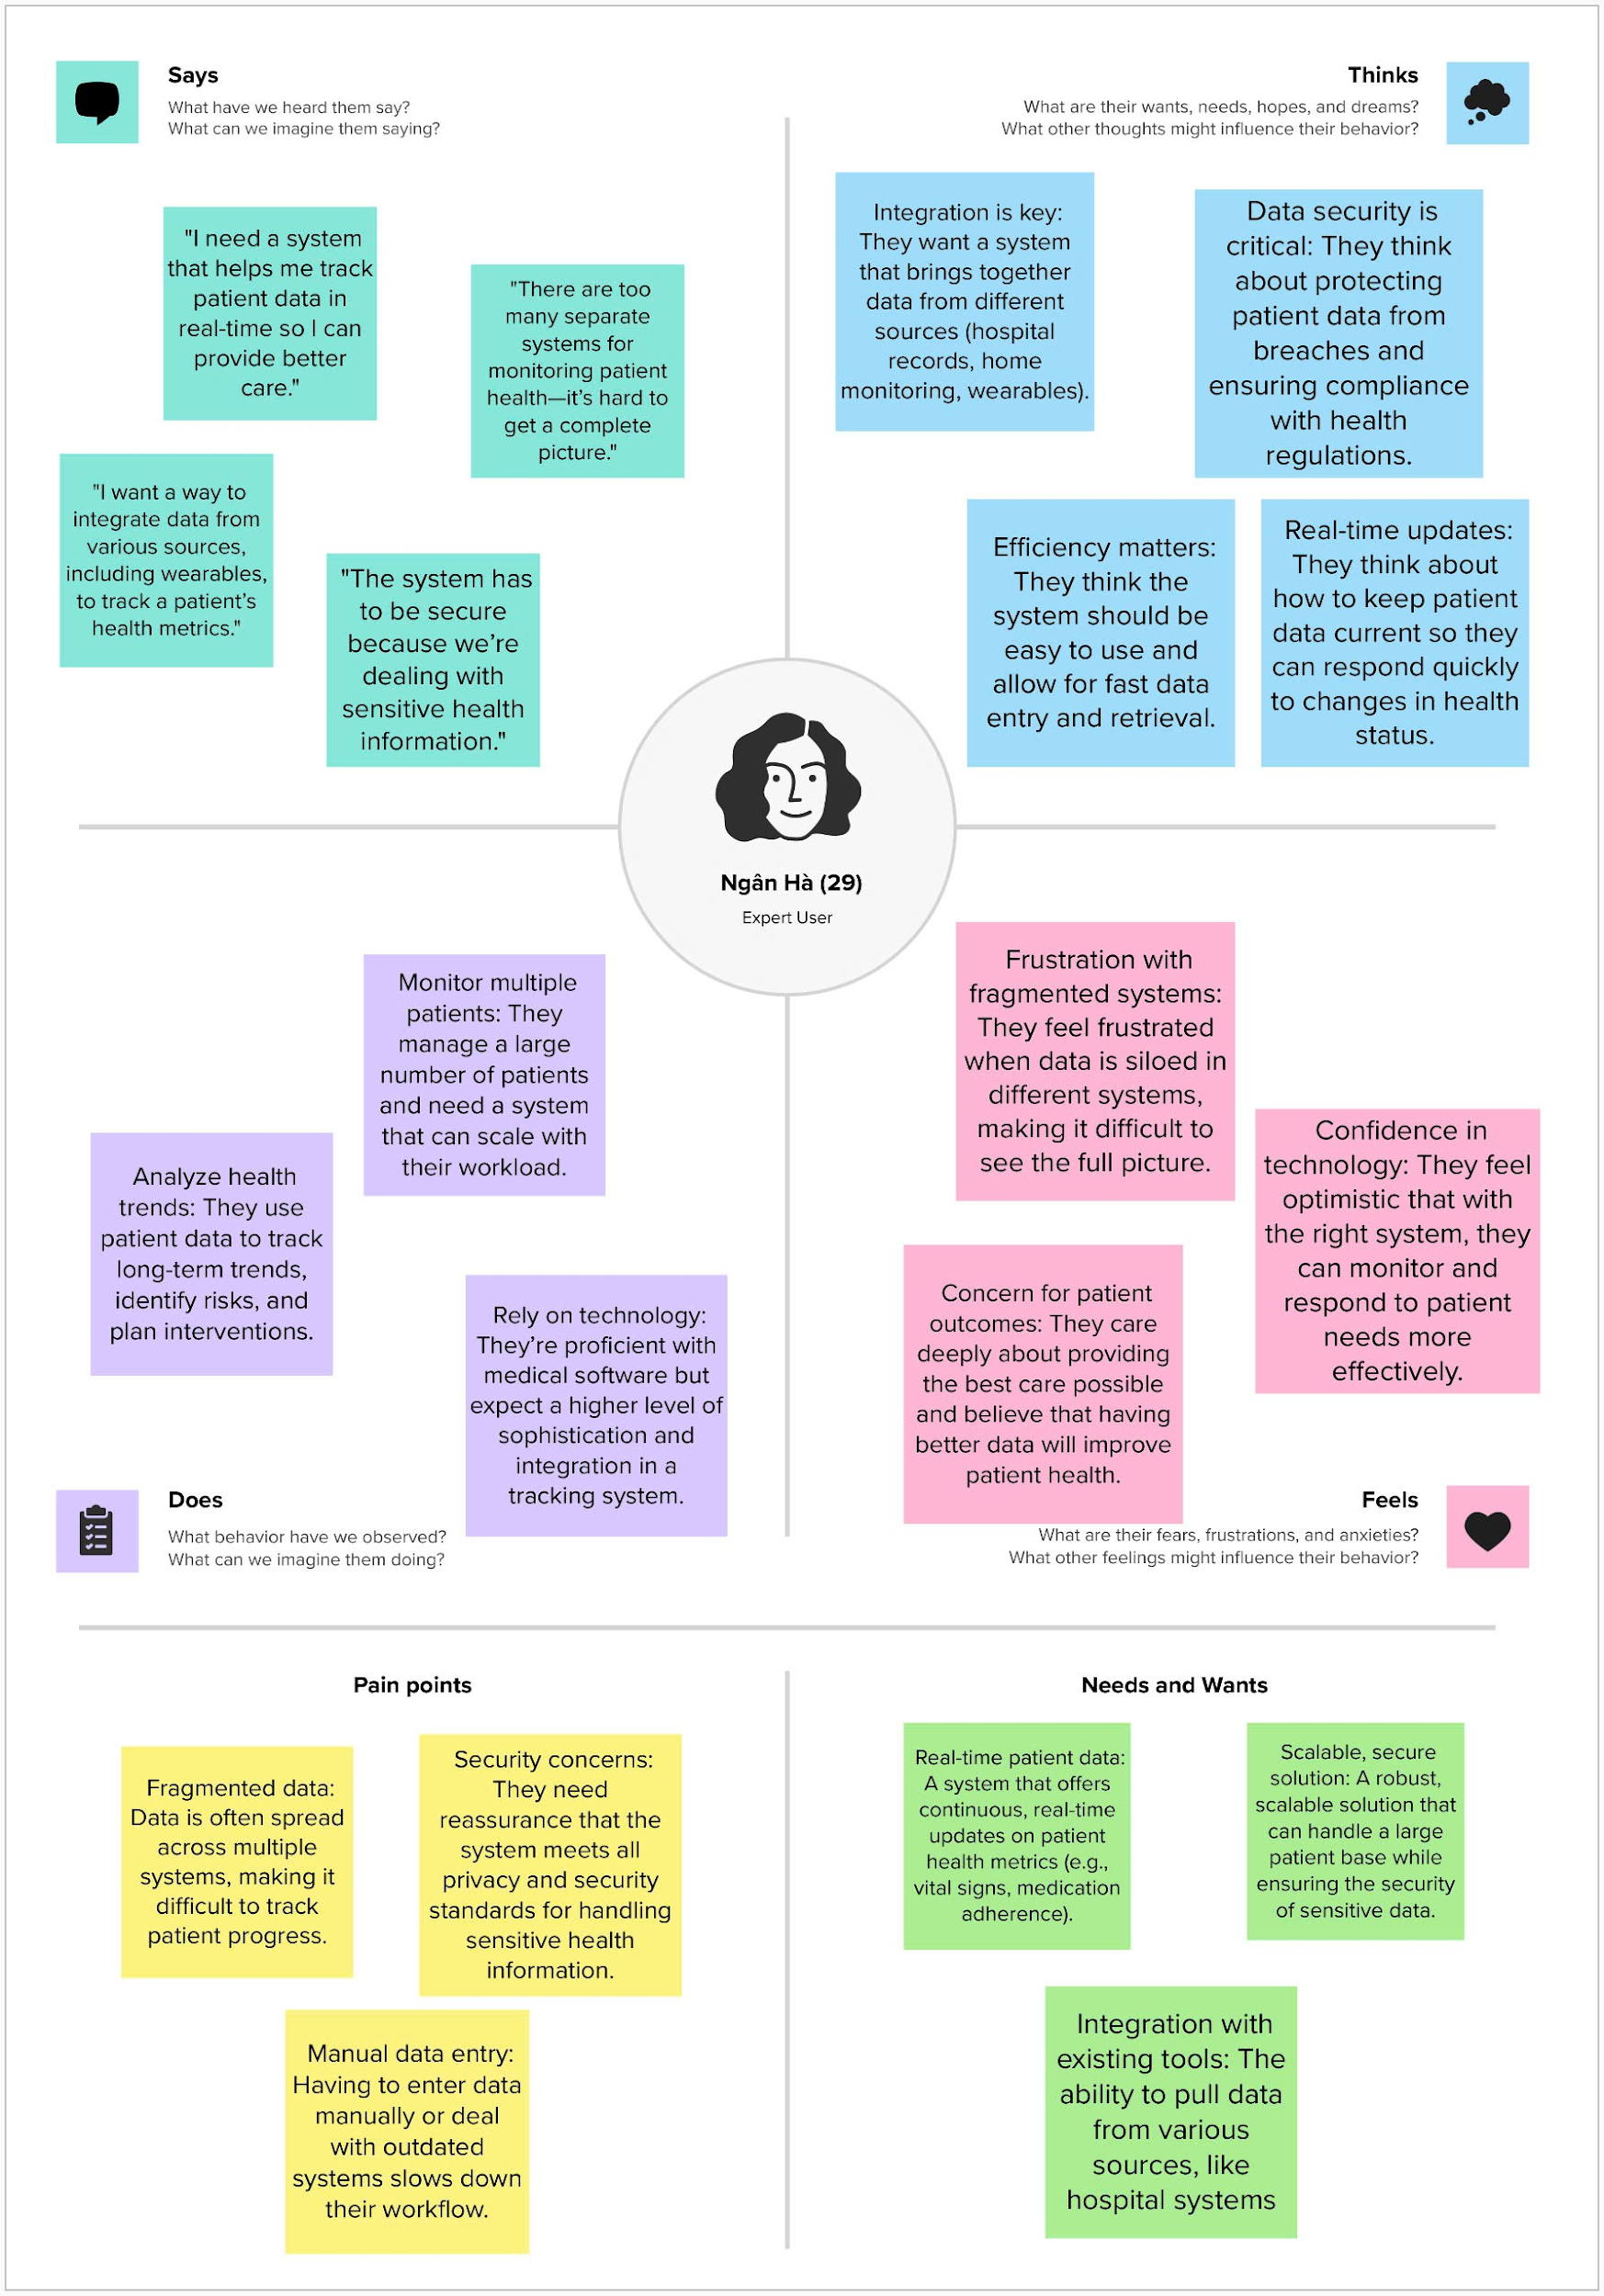 Says
What have we heard them say?
What can we imagine them saying?
"I need a system
that helps me track
patient data in
real-time so I can
provide better
care."
"There are too
many separate
systems for
monitoring patient
health—it's hard to
get a complete
picture."
"I want a way to
integrate data from
various sources,
including wearables,
to track a patient's
health metrics."
"The system has
to be secure
because we're
dealing with
sensitive health
information."
Thinks
What are their wants, needs, hopes, and dreams?
What other thoughts might influence their behavior?
Integration is key:
They want a system
that brings together
data from different
sources (hospital
records, home
monitoring, wearables).
Data security is
critical: They think
about protecting
patient data from
breaches and
ensuring compliance
with health
regulations.
Efficiency matters:
They think the
system should be
easy to use and
allow for fast data
entry and retrieval.
Real-time updates:
They think about
how to keep patient
data current so they
can respond quickly
to changes in health
status.
Ngân Hà (29)
Expert User
Monitor multiple
patients: They
manage a large
number of patients
and need a system
that can scale with
their workload.
Analyze health
trends: They use
patient data to track
long-term trends,
identify risks, and
plan interventions.
Rely on technology:
They're proficient with
medical software but
expect a higher level of
sophistication and
integration in a
tracking system.
Does
What behavior have we observed?
What can we imagine them doing?
Frustration with
fragmented systems:
They feel frustrated
when data is siloed in
different systems,
making it difficult to
see the full picture.
Confidence in
technology: They feel
optimistic that with
the right system, they
can monitor and
respond to patient
needs more
effectively.
Concern for patient
outcomes: They care
deeply about providing
the best care possible
and believe that having
better data will improve
patient health.
Feels
What are their fears, frustrations, and anxieties?
What other feelings might influence their behavior?
Pain points
Fragmented data:
Data is often spread
across multiple
systems, making it
difficult to track
patient progress.
Security concerns:
They need
reassurance that the
system meets all
privacy and security
standards for handling
sensitive health
information.
Manual data entry:
Having to enter data
manually or deal
with outdated
systems slows down
their workflow.
Needs and Wants
Real-time patient data:
A system that offers
continuous, real-time
updates on patient
health metrics (e.g.,
vital signs, medication
adherence).
Scalable, secure
solution: A robust,
scalable solution that
can handle a large
patient base while
ensuring the security
of sensitive data.
Integration with
existing tools: The
ability to pull data
from various
sources, like
hospital systems